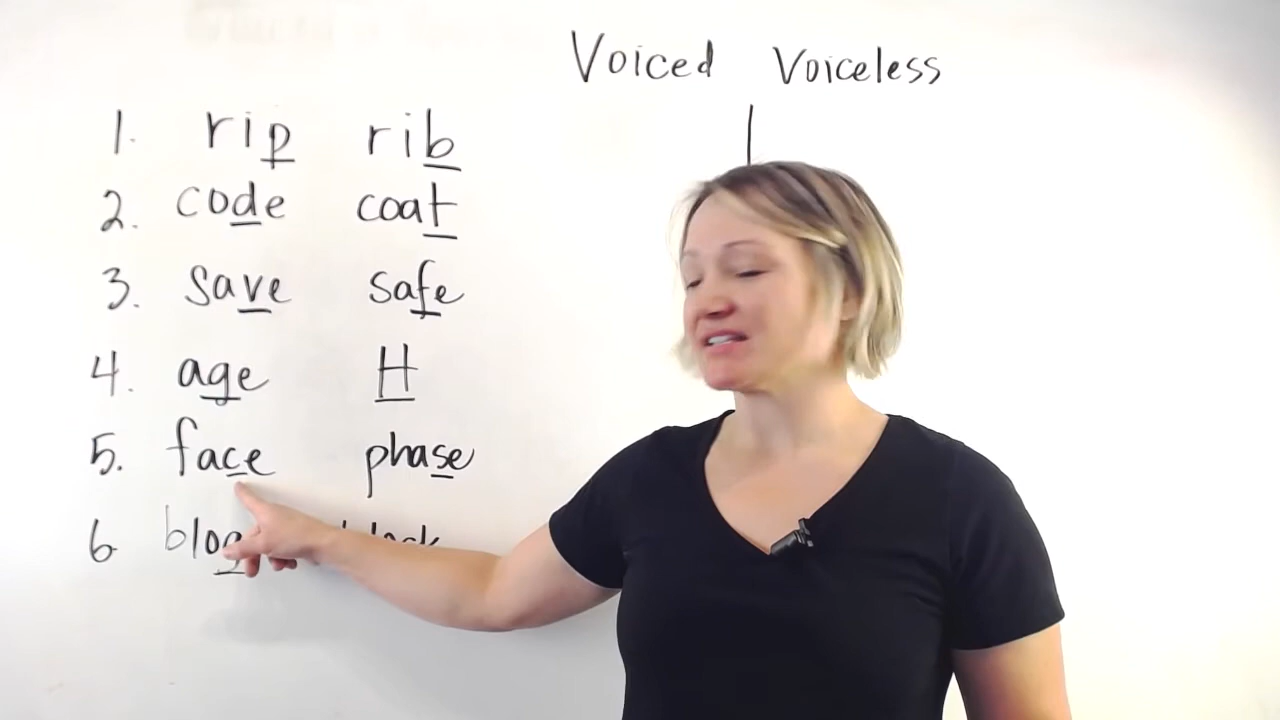 Voiced Voiceless
1. rip rib
2. code coat
3. save safe
4. age H
5. face phase
6 blog